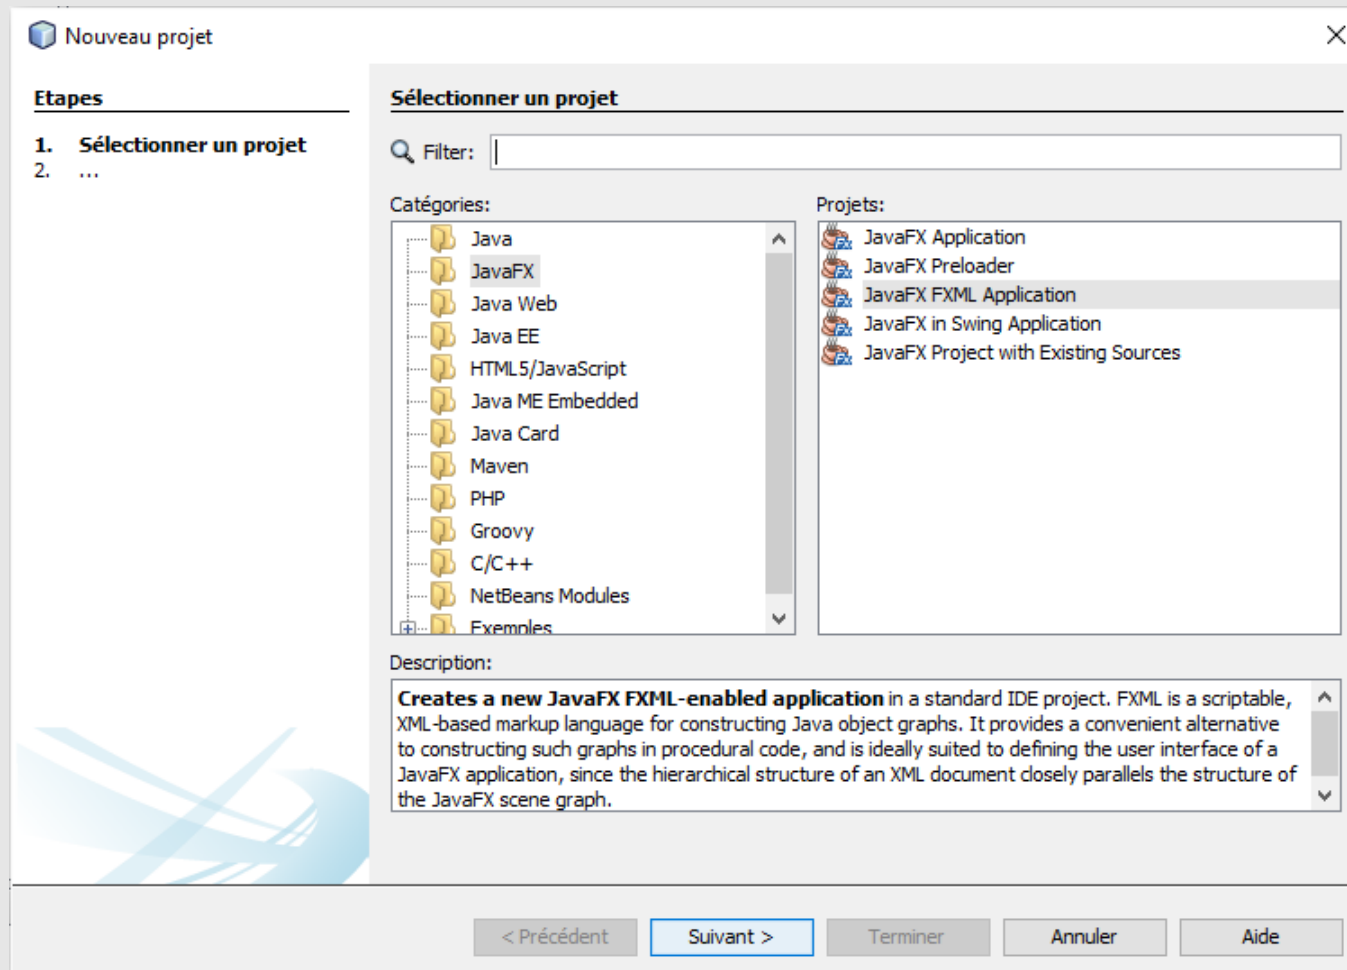 Nouveau projet
Etapes
1. Sélectionner un projet
2. ...
Sélectionner un projet
Filter:
Catégories:
Java
JavaFX
Java Web
Java EE
HTML5/JavaScript
Java ME Embedded
Java Card
Maven
PHP
Groovy
C/C++
NetBeans Modules
Exemples
Projets:
JavaFX Application
JavaFX Preloader
JavaFX FXML Application
JavaFX in Swing Application
JavaFX Project with Existing Sources
Description:
Creates a new JavaFX FXML-enabled application in a standard IDE project. FXML is a scriptable,
XML-based markup language for constructing Java object graphs. It provides a convenient alternative
to constructing such graphs in procedural code, and is ideally suited to defining the user interface of a
JavaFX application, since the hierarchical structure of an XML document closely parallels the structure of
the JavaFX scene graph.
< Précédent
Suivant >
Terminer
Annuler
Aide